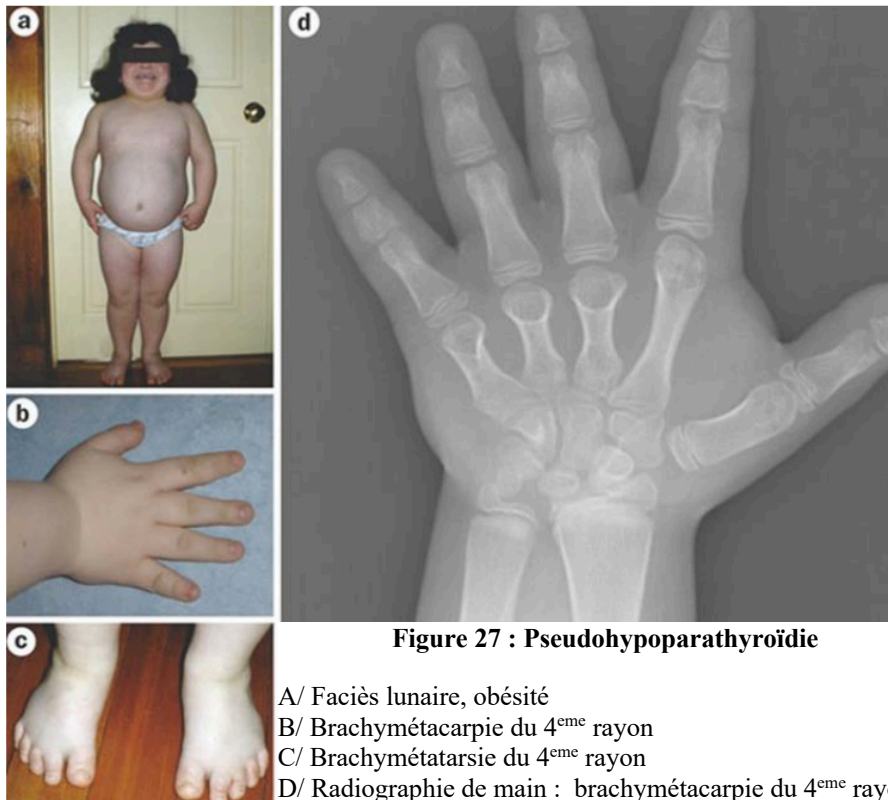 a
d
b
c
Figure 27 : Pseudohypoparathyroïdie
A/ Faciès lunaire, obésité
B/ Brachymétacarpie du 4eme rayon
C/ Brachymétatarsie du 4eme rayon
D/ Radiographie de main : brachymétacarpie du 4eme